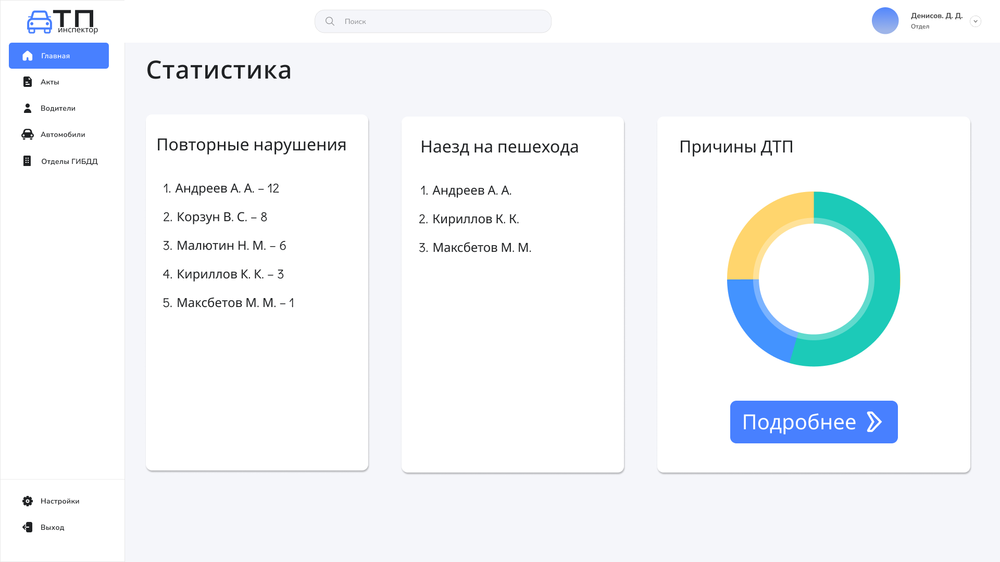 ТП
инспектор
Поиск
Денисов. Д. Д.
Отдел
Главная
Акты
Водители
Автомобили
Отделы ГИБДД
Настройки
Выход
Статистика
Повторные нарушения
1. Андреев А. А. – 12
2. Корзун В. С. – 8
3. Малютин Н. М. – 6
4. Кириллов К. К. – 3
5. Максбетов М. М. – 1
Наезд на пешехода
1. Андреев А. А.
2. Кириллов К. К.
3. Максбетов М. М.
Причины ДТП
Подробнее